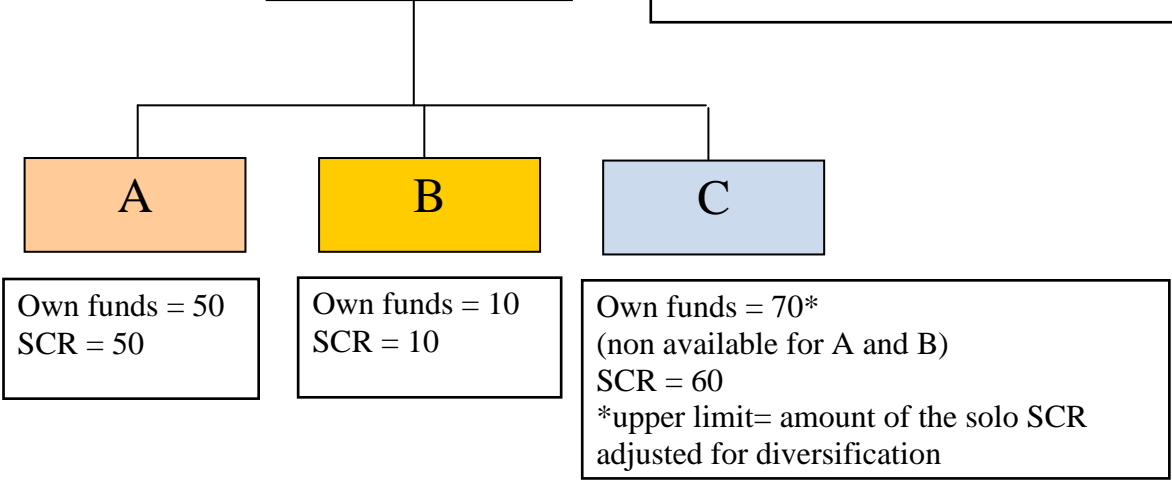 A
B
C
Own funds = 50
SCR = 50
Own funds = 10
SCR = 10
Own funds = 70*
(non available for A and B)
SCR = 60
*upper limit= amount of the solo SCR
adjusted for diversification